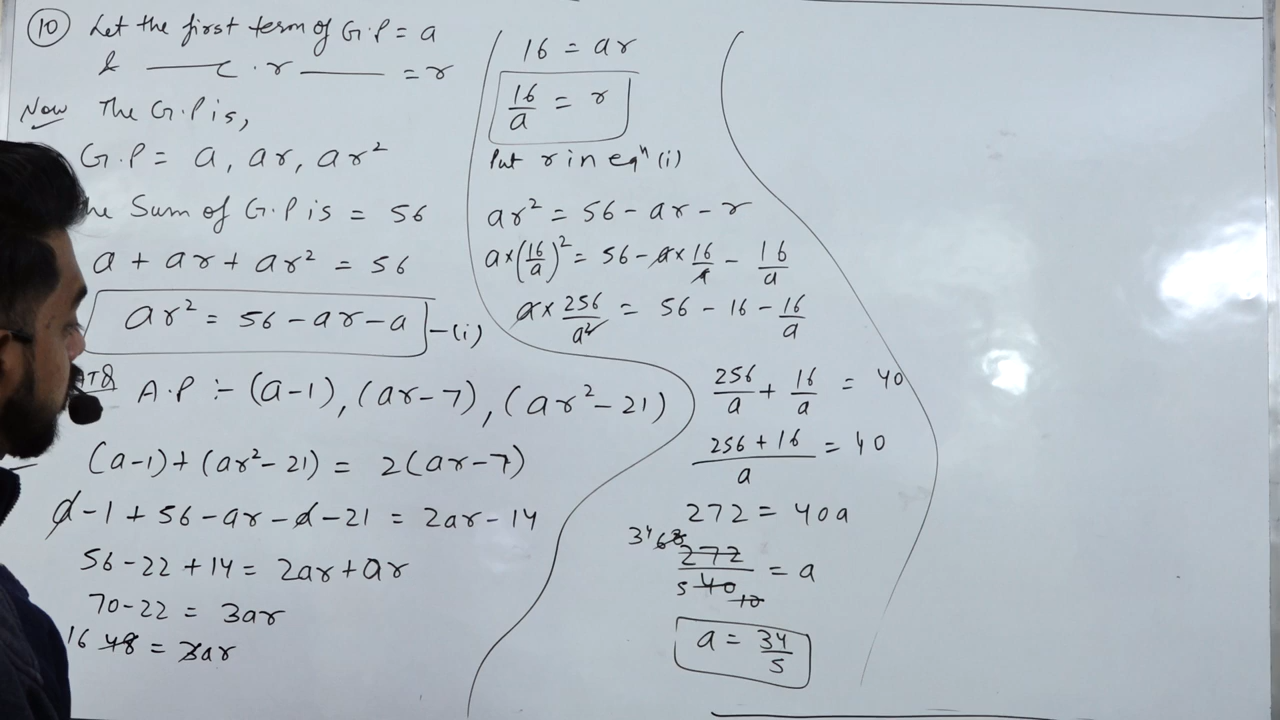 (10) Let the first term of G.P = a
& —— C.r —— = r
Now The G.P is,
G.P = a, ar, ar²
he Sum of G.P is = 56
a + ar + ar² = 56
ar² = 56 - ar - a —(i)
ATQ A.P :- (a-1), (ar-7), (ar²-21)
(a-1) + (ar²-21) = 2(ar-7)
a - 1 + 56 - ar - a - 21 = 2ar - 14
56 - 22 + 14 = 2ar + ar
70 - 22 = 3ar
16 48 = 3ar
16 = ar
16/a = r
Put r in eqⁿ (i)
ar² = 56 - ar - r
a×(16/a)² = 56 - a×16/a - 16/a
a × 256/a² = 56 - 16 - 16/a
256/a + 16/a = 40
(256 + 16)/a = 40
272 = 40a
34 68
272/40 = a
5 10
a = 34/5